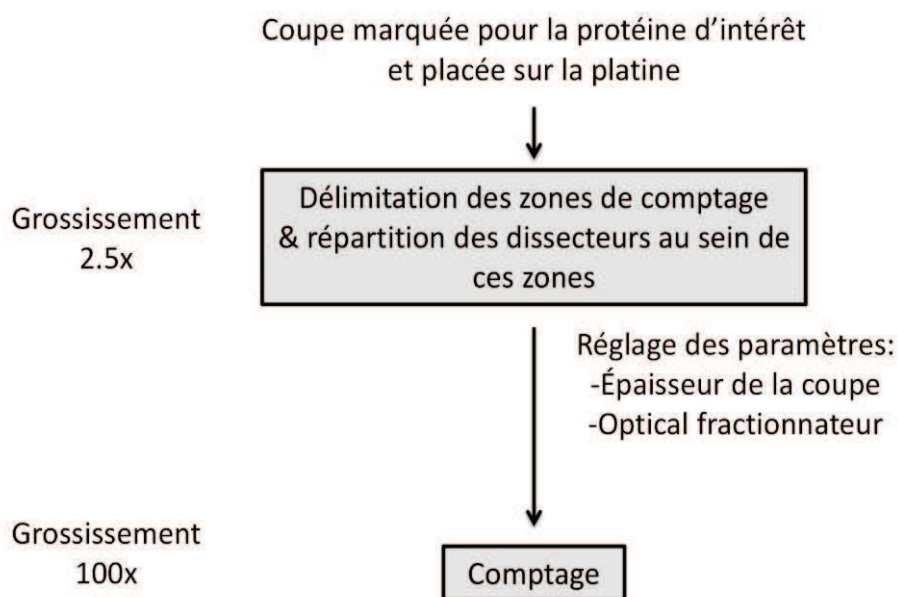 Coupe marquée pour la protéine d'intérêt
et placée sur la platine
Grossissement
2.5x
Délimitation des zones de comptage
& répartition des dissecteurs au sein de
ces zones
Réglage des paramètres:
-Épaisseur de la coupe
-Optical fractionnateur
Grossissement
100x
Comptage